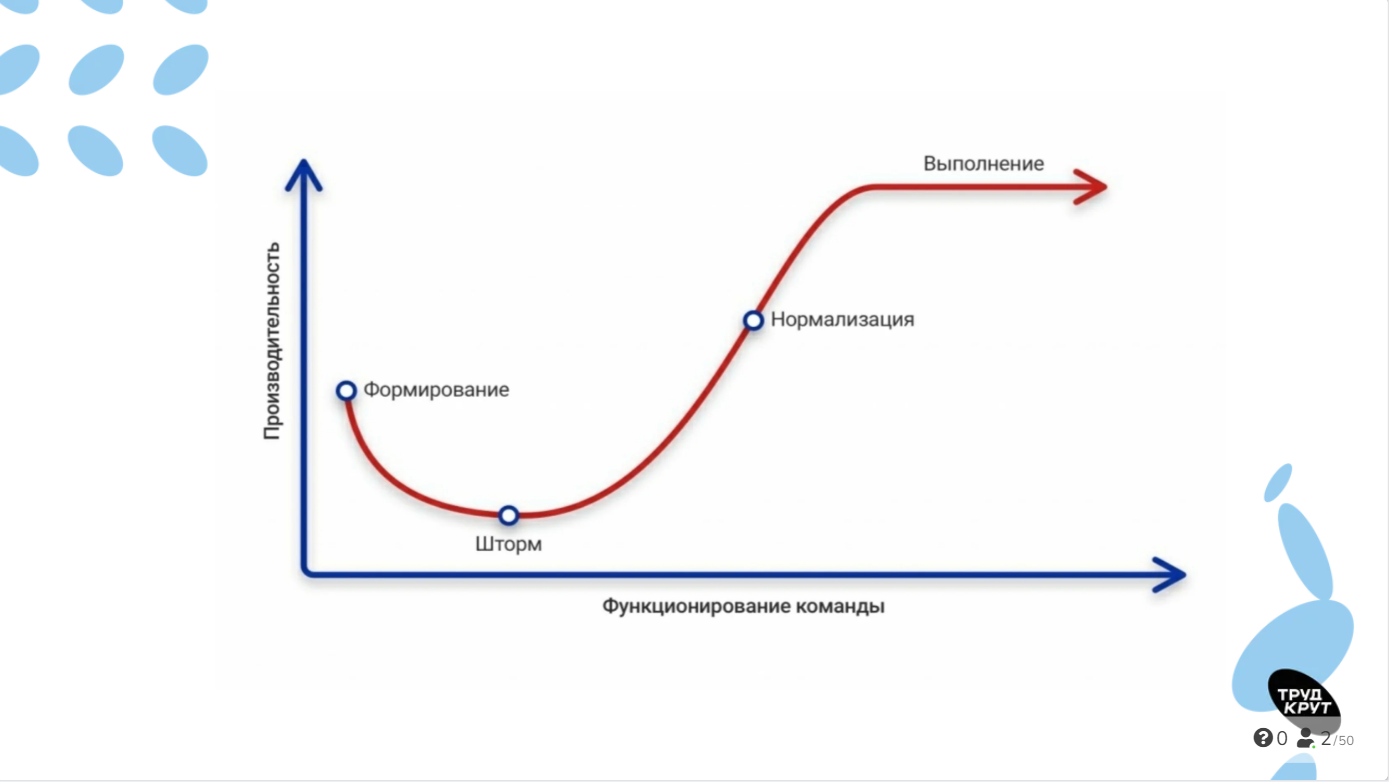 Выполнение
Производительность
Нормализация
Формирование
Шторм
Функционирование команды
ТРУД
КРУТ
?0 2/50